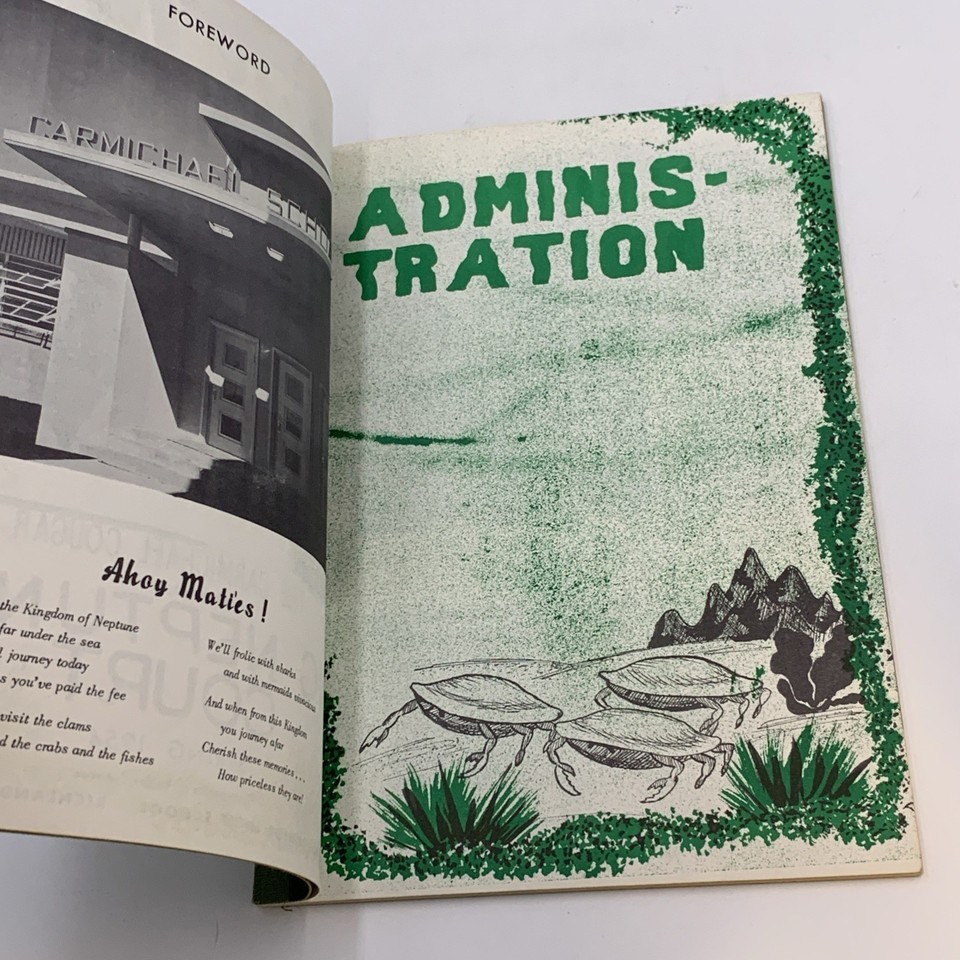 FOREWORD
CARMICHAEL SCHO
Ahoy Maties!
the Kingdom of Neptune
far under the sea
journey today
s you've paid the fee
visit the clams
d the crabs and the fishes
We'll frolic with sharks
and with mermaids vivacious
And when from this Kingdom
you journey afar
Cherish these memories...
How priceless they are!
ADMINIS-
TRATION